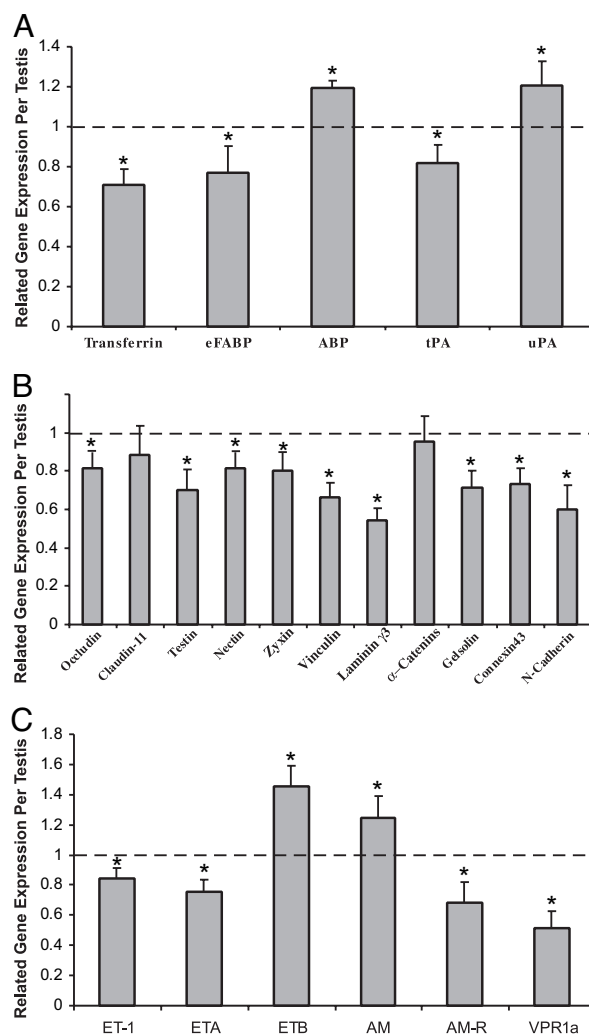 A
Related Gene Expression Per Testis
1.4
1.2
1
0.8
0.6
0.4
0.2
0
* * * * *
Transferrin eFABP ABP tPA uPA
B
Related Gene Expression Per Testis
1
0.8
0.6
0.4
0.2
0
* * * * * * * * *
Occludin Claudin-11 Testin Nectin Zyxin Vinculin Laminin γ3 α–Catenins Gelsolin Connexin43 N-Cadherin
C
Related Gene Expression Per Testis
1.8
1.6
1.4
1.2
1
0.8
0.6
0.4
0.2
0
* * * * * *
ET-1 ETA ETB AM AM-R VPR1a